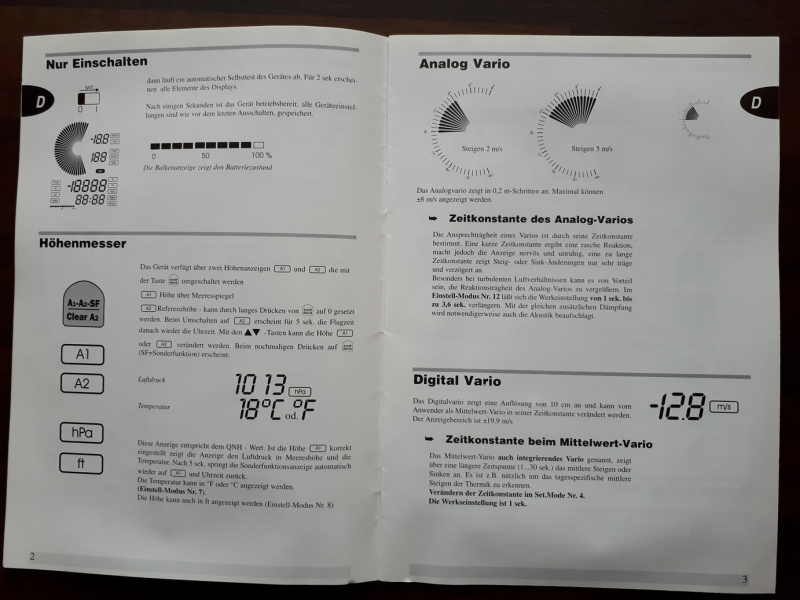 Nur Einschalten
dann läuft ein automatischer Selbsttest des Gerätes ab. Für 2 sek erschei-
nen alle Elemente des Displays.
D
0 I
Nach einigen Sekunden ist das Gerät betriebsbereit; alle Geräteeinstel-
lungen sind wie vor dem letzten Ausschalten, gespeichert.
-18.8
188
-18888
88:88
0 50 100 %
Die Balkenanzeige zeigt den Batteriezustand
Höhenmesser
Das Gerät verfügt über zwei Höhenanzeigen A1 und A2 die mit
der Taste umgeschaltet werden
A1 Höhe über Meeresspiegel
A2 Referenzhöhe - kann durch langes Drücken von auf 0 gesetzt
werden. Beim Umschalten auf A2 erscheint für 5 sek. die Flugzeit
danach wieder die Uhrzeit. Mit den ▲▼ -Tasten kann die Höhe A1
oder A2 verändert werden. Beim nochmaligen Drücken auf
(SF=Sonderfunktion) erscheint:
A1-A2-SF
Clear A2
A1
A2
hPa
ft
Luftdruck
1013 hPa
Temperatur
18°C od. °F
Diese Anzeige entspricht dem QNH - Wert. Ist die Höhe A1 korrekt
eingestellt zeigt die Anzeige den Luftdruck in Meereshöhe und die
Temperatur. Nach 5 sek. springt die Sonderfunktionsanzeige automatisch
wieder auf A1 und Uhrzeit zurück.
Die Temperatur kann in °F oder °C angezeigt werden.
(Einstell-Modus Nr. 7).
Die Höhe kann auch in ft angezeigt werden (Einstell-Modus Nr. 8)
2
Analog Vario
D
Steigen 2 m/s
Steigen 5 m/s
Das Analogvario zeigt in 0,2 m-Schritten an. Maximal können
±8 m/s angezeigt werden.
➥ Zeitkonstante des Analog-Varios
Die Ansprechträgheit eines Varios ist durch seine Zeitkonstante
bestimmt. Eine kurze Zeitkonstante ergibt eine rasche Reaktion,
macht jedoch die Anzeige nervös und unruhig, eine zu lange
Zeitkonstante zeigt Steig- oder Sink-Änderungen nur sehr träge
und verzögert an.
Besonders bei turbulenten Luftverhältnissen kann es von Vorteil
sein, die Reaktionsträgheit des Analog-Varios zu vergrößern. Im
Einstell-Modus Nr. 12 läßt sich die Werkeinstellung von 1 sek. bis
zu 3,6 sek. verlängern. Mit der gleichen zusätzlichen Dämpfung
wird notwendigerweise auch die Akustik beaufschlagt.
Digital Vario
Das Digitalvario zeigt eine Auflösung von 10 cm an und kann vom
Anwender als Mittelwert-Vario in seiner Zeitkonstante verändert werden.
Der Anzeigebereich ist ±19.9 m/s
-12.8 m/s
➥ Zeitkonstante beim Mittelwert-Vario
Das Mittelwert-Vario auch integrierendes Vario genannt, zeigt
über eine längere Zeitspanne (1...30 sek.) das mittlere Steigen oder
Sinken an. Es ist z.B. nützlich um das tagesspezifische mittlere
Steigen der Thermik zu erkennen.
Verändern der Zeitkonstante im Set.Mode Nr. 4.
Die Werkseinstellung ist 1 sek.
3